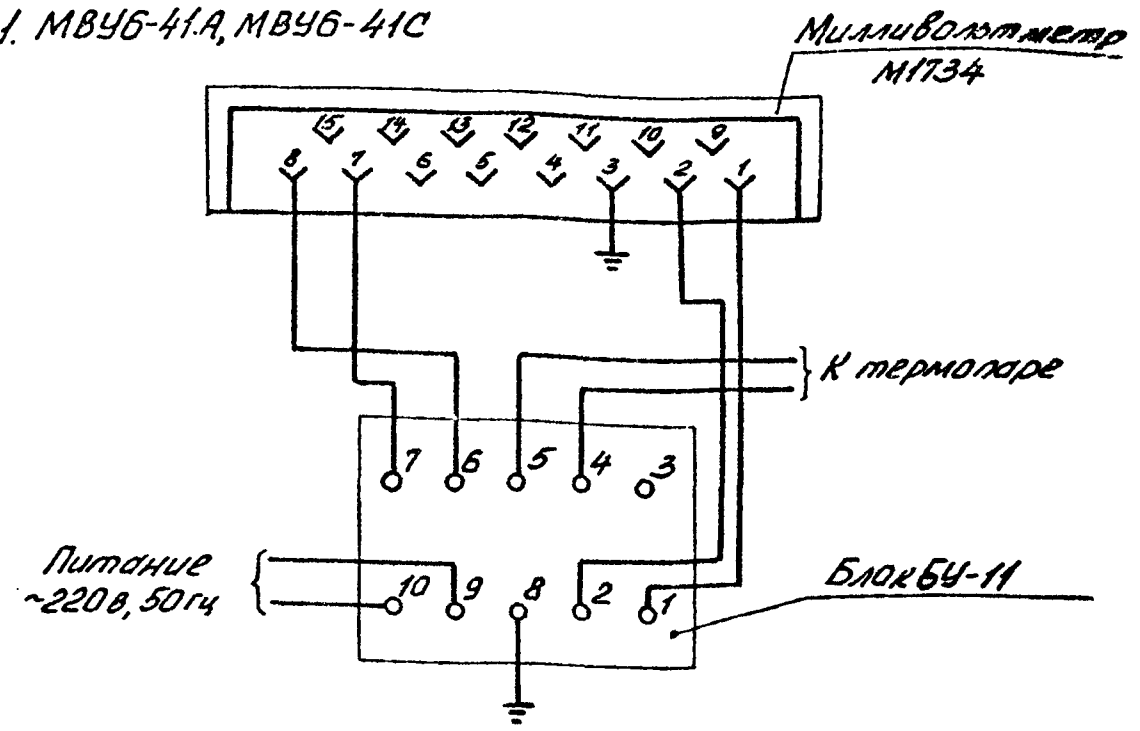 1. МВУ6-41А, МВУ6-41С
Милливольтметр
М1734
15 14 13 12 11 10 9
8 7 6 5 4 3 2 1
К термопаре
7 6 5 4 3
Питание
~220в, 50гц
10 9 8 2 1
Блок БУ-11